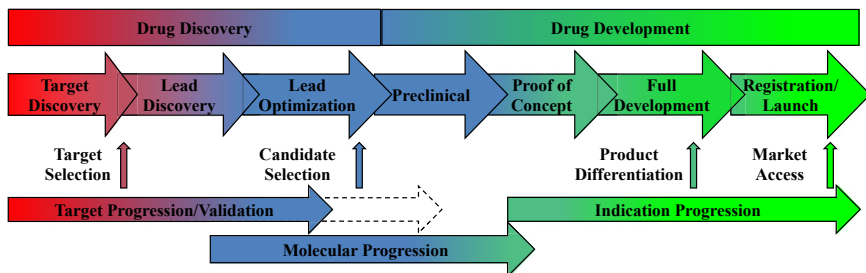 Drug Discovery
Drug Development
Target
Discovery
Lead
Discovery
Lead
Optimization
Preclinical
Proof of
Concept
Full
Development
Registration/
Launch
Target
Selection
Candidate
Selection
Product
Differentiation
Market
Access
Target Progression/Validation
Indication Progression
Molecular Progression